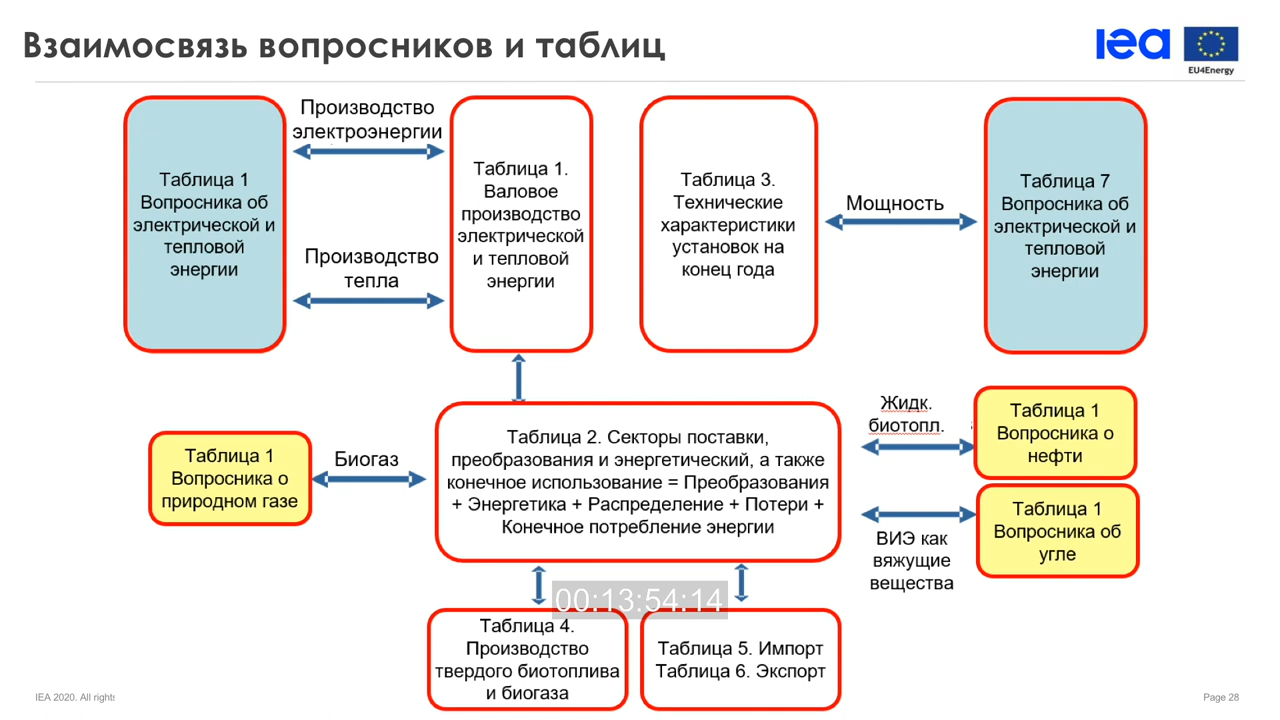 Взаимосвязь вопросников и таблиц
iea
EU4Energy
Таблица 1
Вопросника об
электрической и
тепловой
энергии
Производство
электроэнергии
Производство
тепла
Таблица 1.
Валовое
производство
электрической
и тепловой
энергии
Таблица 3.
Технические
характеристики
установок на
конец года
Мощность
Таблица 7
Вопросника об
электрической и
тепловой
энергии
Таблица 1
Вопросника о
природном газе
Биогаз
Таблица 2. Секторы поставки,
преобразования и энергетический, а также
конечное использование = Преобразования
+ Энергетика + Распределение + Потери +
Конечное потребление энергии
Жидк.
биотопл.
Таблица 1
Вопросника о
нефти
ВИЭ как
вяжущие
вещества
Таблица 1
Вопросника об
угле
00:13:54:14
Таблица 4.
Производство
твердого биотоплива
и биогаза
Таблица 5. Импорт
Таблица 6. Экспорт
IEA 2020. All rights
Page 28